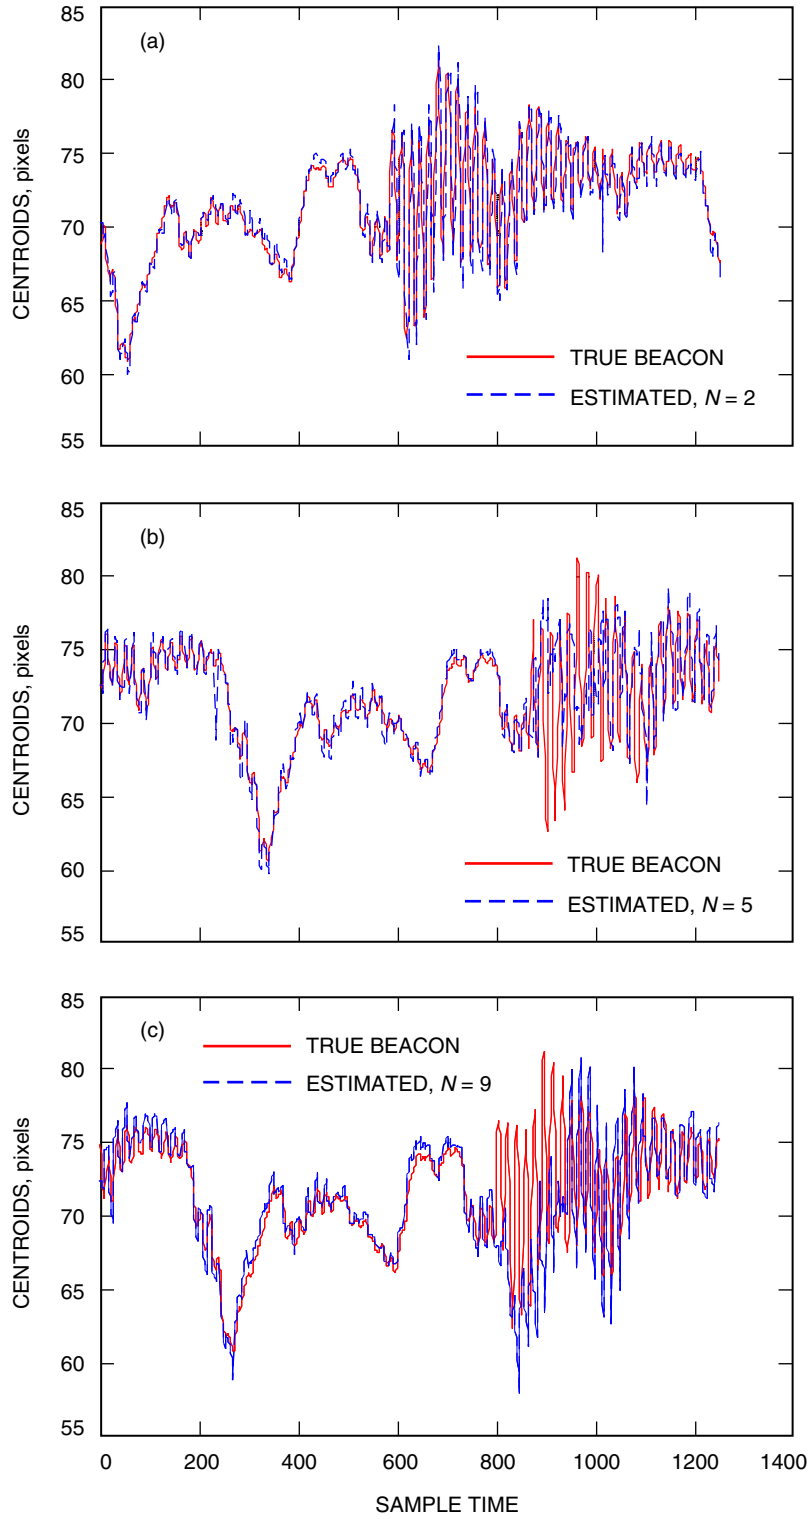 85
(a)
80
75
70
65
60
55
CENTROIDS, pixels
TRUE BEACON
ESTIMATED, N = 2
85
(b)
80
75
70
65
60
55
CENTROIDS, pixels
TRUE BEACON
ESTIMATED, N = 5
85
(c)
TRUE BEACON
80
ESTIMATED, N = 9
75
70
65
60
55
CENTROIDS, pixels
0 200 400 600 800 1000 1200 1400
SAMPLE TIME